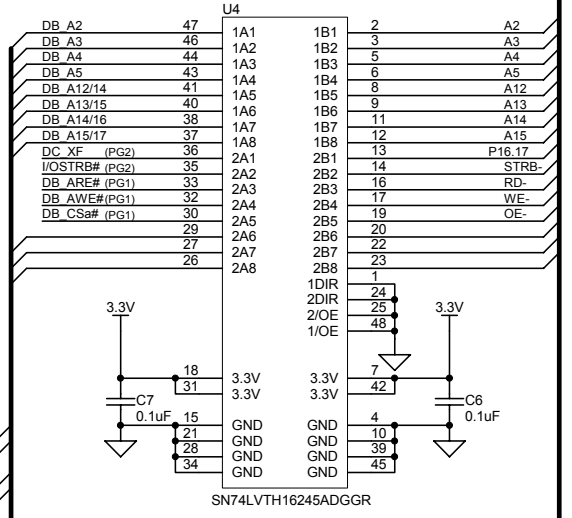 U4
DB_A2 47 1A1 1B1 2 A2
DB_A3 46 1A2 1B2 3 A3
DB_A4 44 1A3 1B3 5 A4
DB_A5 43 1A4 1B4 6 A5
DB_A12/14 41 1A5 1B5 8 A12
DB_A13/15 40 1A6 1B6 9 A13
DB_A14/16 38 1A7 1B7 11 A14
DB_A15/17 37 1A8 1B8 12 A15
DC_XF (PG2) 36 2A1 2B1 13 P16.17
I/OSTRB# (PG2) 35 2A2 2B2 14 STRB-
DB_ARE# (PG1) 33 2A3 2B3 16 RD-
DB_AWE# (PG1) 32 2A4 2B4 17 WE-
DB_CSa# (PG1) 30 2A5 2B5 19 OE-
29 2A6 2B6 20
27 2A7 2B7 22
26 2A8 2B8 23
1DIR 1
2DIR 24
2/OE 25
1/OE 48
3.3V 3.3V
18 3.3V 3.3V 7
31 3.3V 3.3V 42
C7 C6
0.1uF 0.1uF
15 GND GND 4
21 GND GND 10
28 GND GND 39
34 GND GND 45
SN74LVTH16245ADGGR